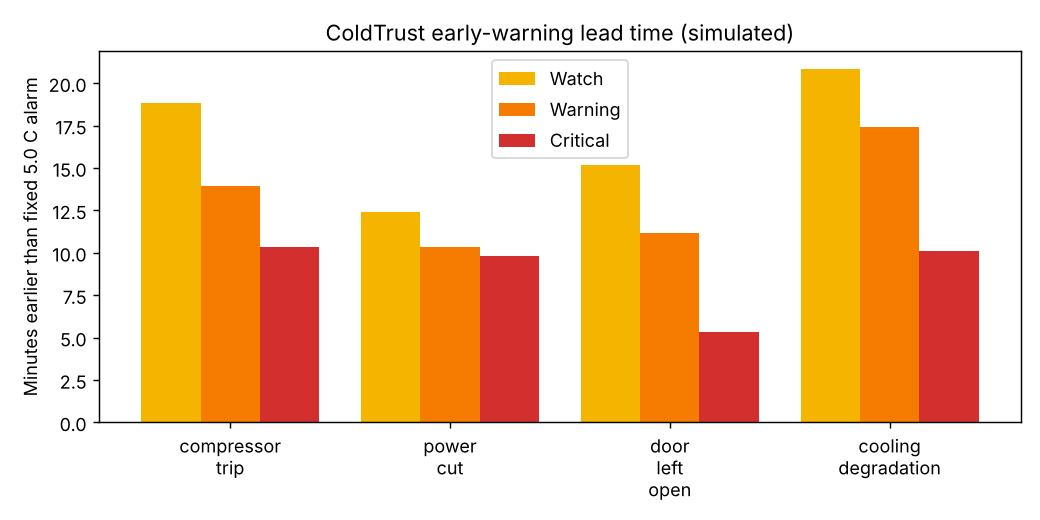 ColdTrust early-warning lead time (simulated)
Minutes earlier than fixed 5.0 C alarm
20.0
17.5
15.0
12.5
10.0
7.5
5.0
2.5
0.0
Watch
Warning
Critical
compressor
trip
power
cut
door
left
open
cooling
degradation